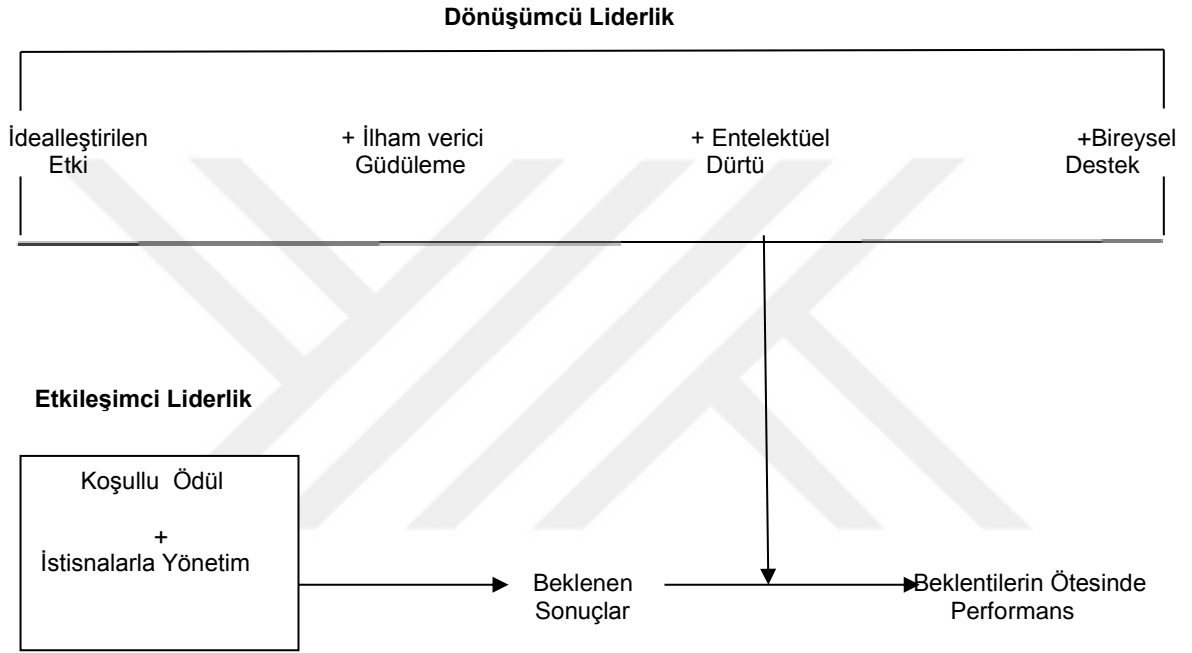 Dönüşümcü Liderlik
İdealleştirilen
Etki
+ İlham verici
Güdüleme
+ Entelektüel
Dürtü
+Bireysel
Destek
Etkileşimci Liderlik
Koşullu Ödül
+
İstisnalarla Yönetim
Beklenen
Sonuçlar
Beklentilerin Ötesinde
Performans